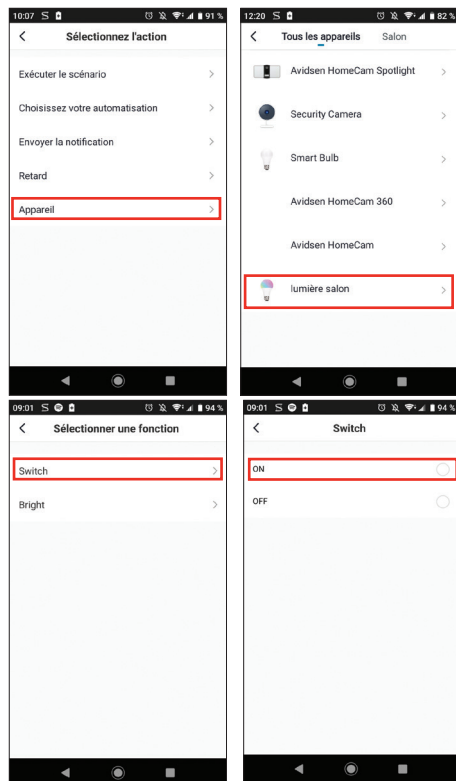 10:07 91 %
Sélectionnez l'action
Exécuter le scénario
Choisissez votre automatisation
Envoyer la notification
Retard
Appareil
12:20 82 %
Tous les appareils Salon
Avidsen HomeCam Spotlight
Security Camera
Smart Bulb
Avidsen HomeCam 360
Avidsen HomeCam
lumière salon
09:01 94 %
Sélectionner une fonction
Switch
Bright
09:01 94 %
Switch
ON
OFF